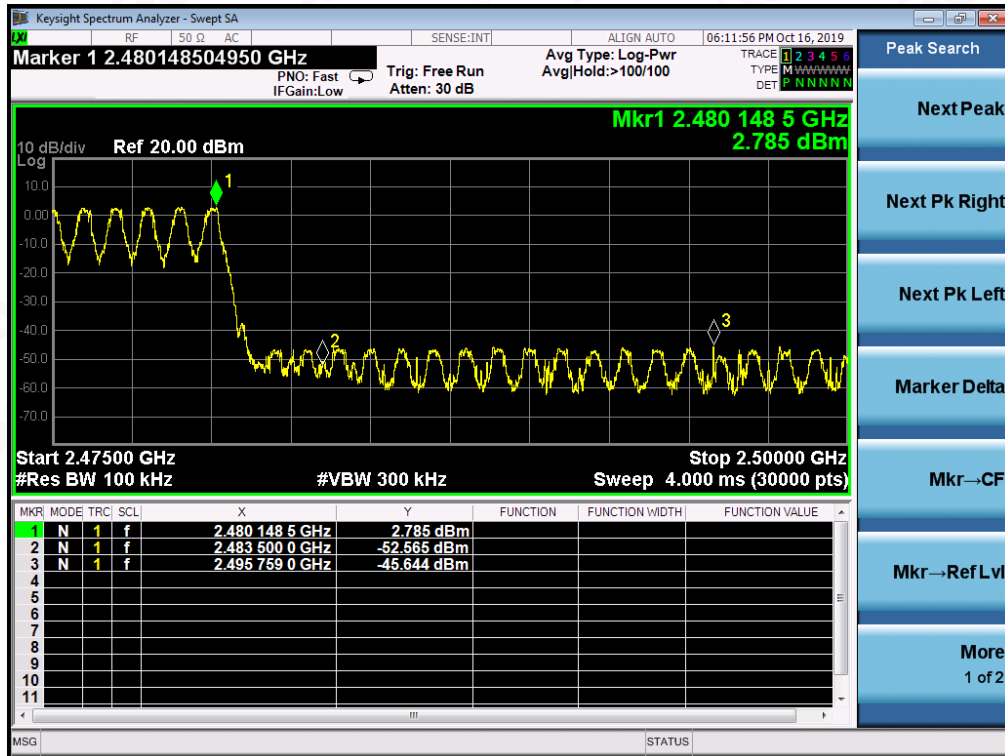 Keysight Spectrum Analyzer - Swept SA
LXI RF 50 Ω AC SENSE:INT ALIGN AUTO 06:11:56 PM Oct 16, 2019
Marker 1 2.480148504950 GHz
PNO: Fast
IFGain:Low
Trig: Free Run
Atten: 30 dB
Avg Type: Log-Pwr
Avg|Hold:>100/100
TRACE 1 2 3 4 5 6
TYPE M WWWWW
DET P N N N N N
Mkr1 2.480 148 5 GHz
2.785 dBm
10 dB/div Ref 20.00 dBm
Log
10.0
0.00
-10.0
-20.0
-30.0
-40.0
-50.0
-60.0
-70.0
1
2
3
Start 2.47500 GHz Stop 2.50000 GHz
#Res BW 100 kHz #VBW 300 kHz Sweep 4.000 ms (30000 pts)
MKR MODE TRC SCL X Y FUNCTION FUNCTION WIDTH FUNCTION VALUE
1 N 1 f 2.480 148 5 GHz 2.785 dBm
2 N 1 f 2.483 500 0 GHz -52.565 dBm
3 N 1 f 2.495 759 0 GHz -45.644 dBm
4
5
6
7
8
9
10
11
MSG STATUS
Peak Search
Next Peak
Next Pk Right
Next Pk Left
Marker Delta
Mkr→CF
Mkr→Ref Lvl
More
1 of 2